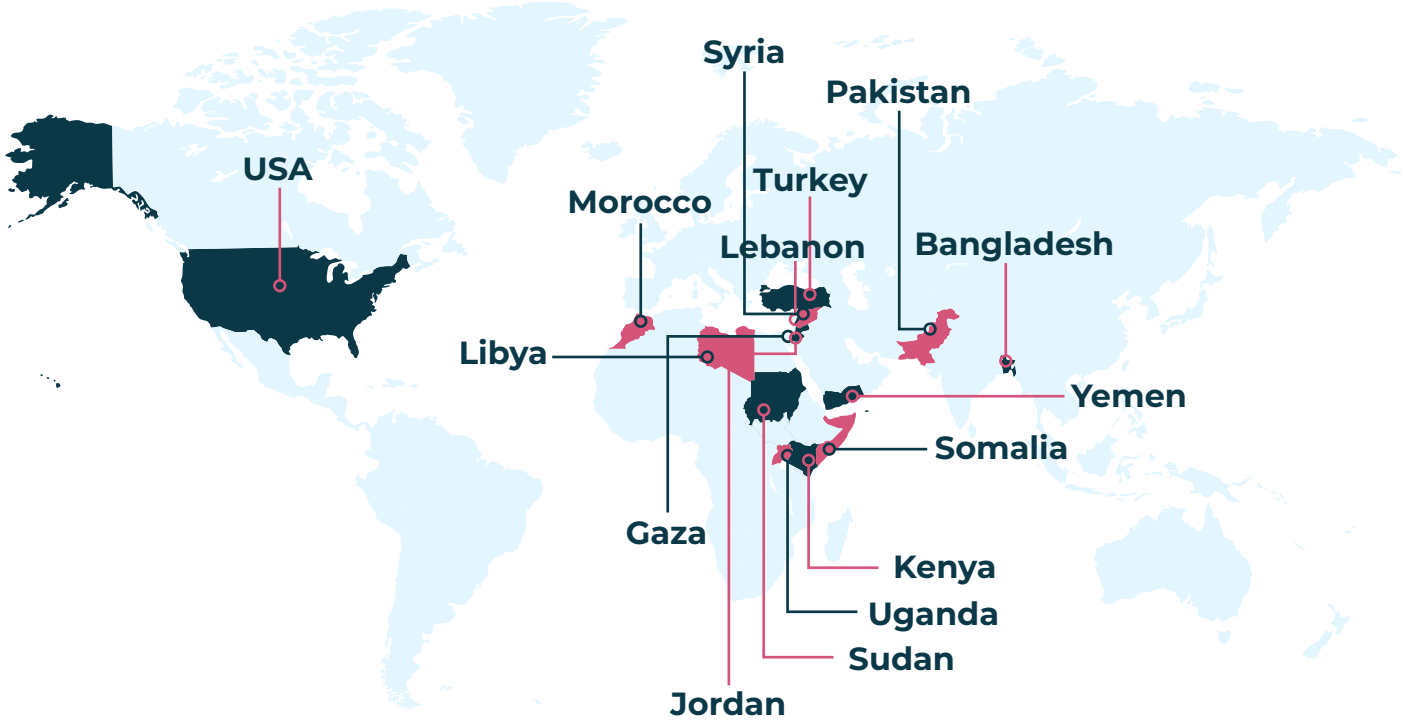 Syria
Pakistan
USA
Turkey
Morocco
Lebanon
Bangladesh
Libya
Yemen
Somalia
Gaza
Kenya
Uganda
Sudan
Jordan